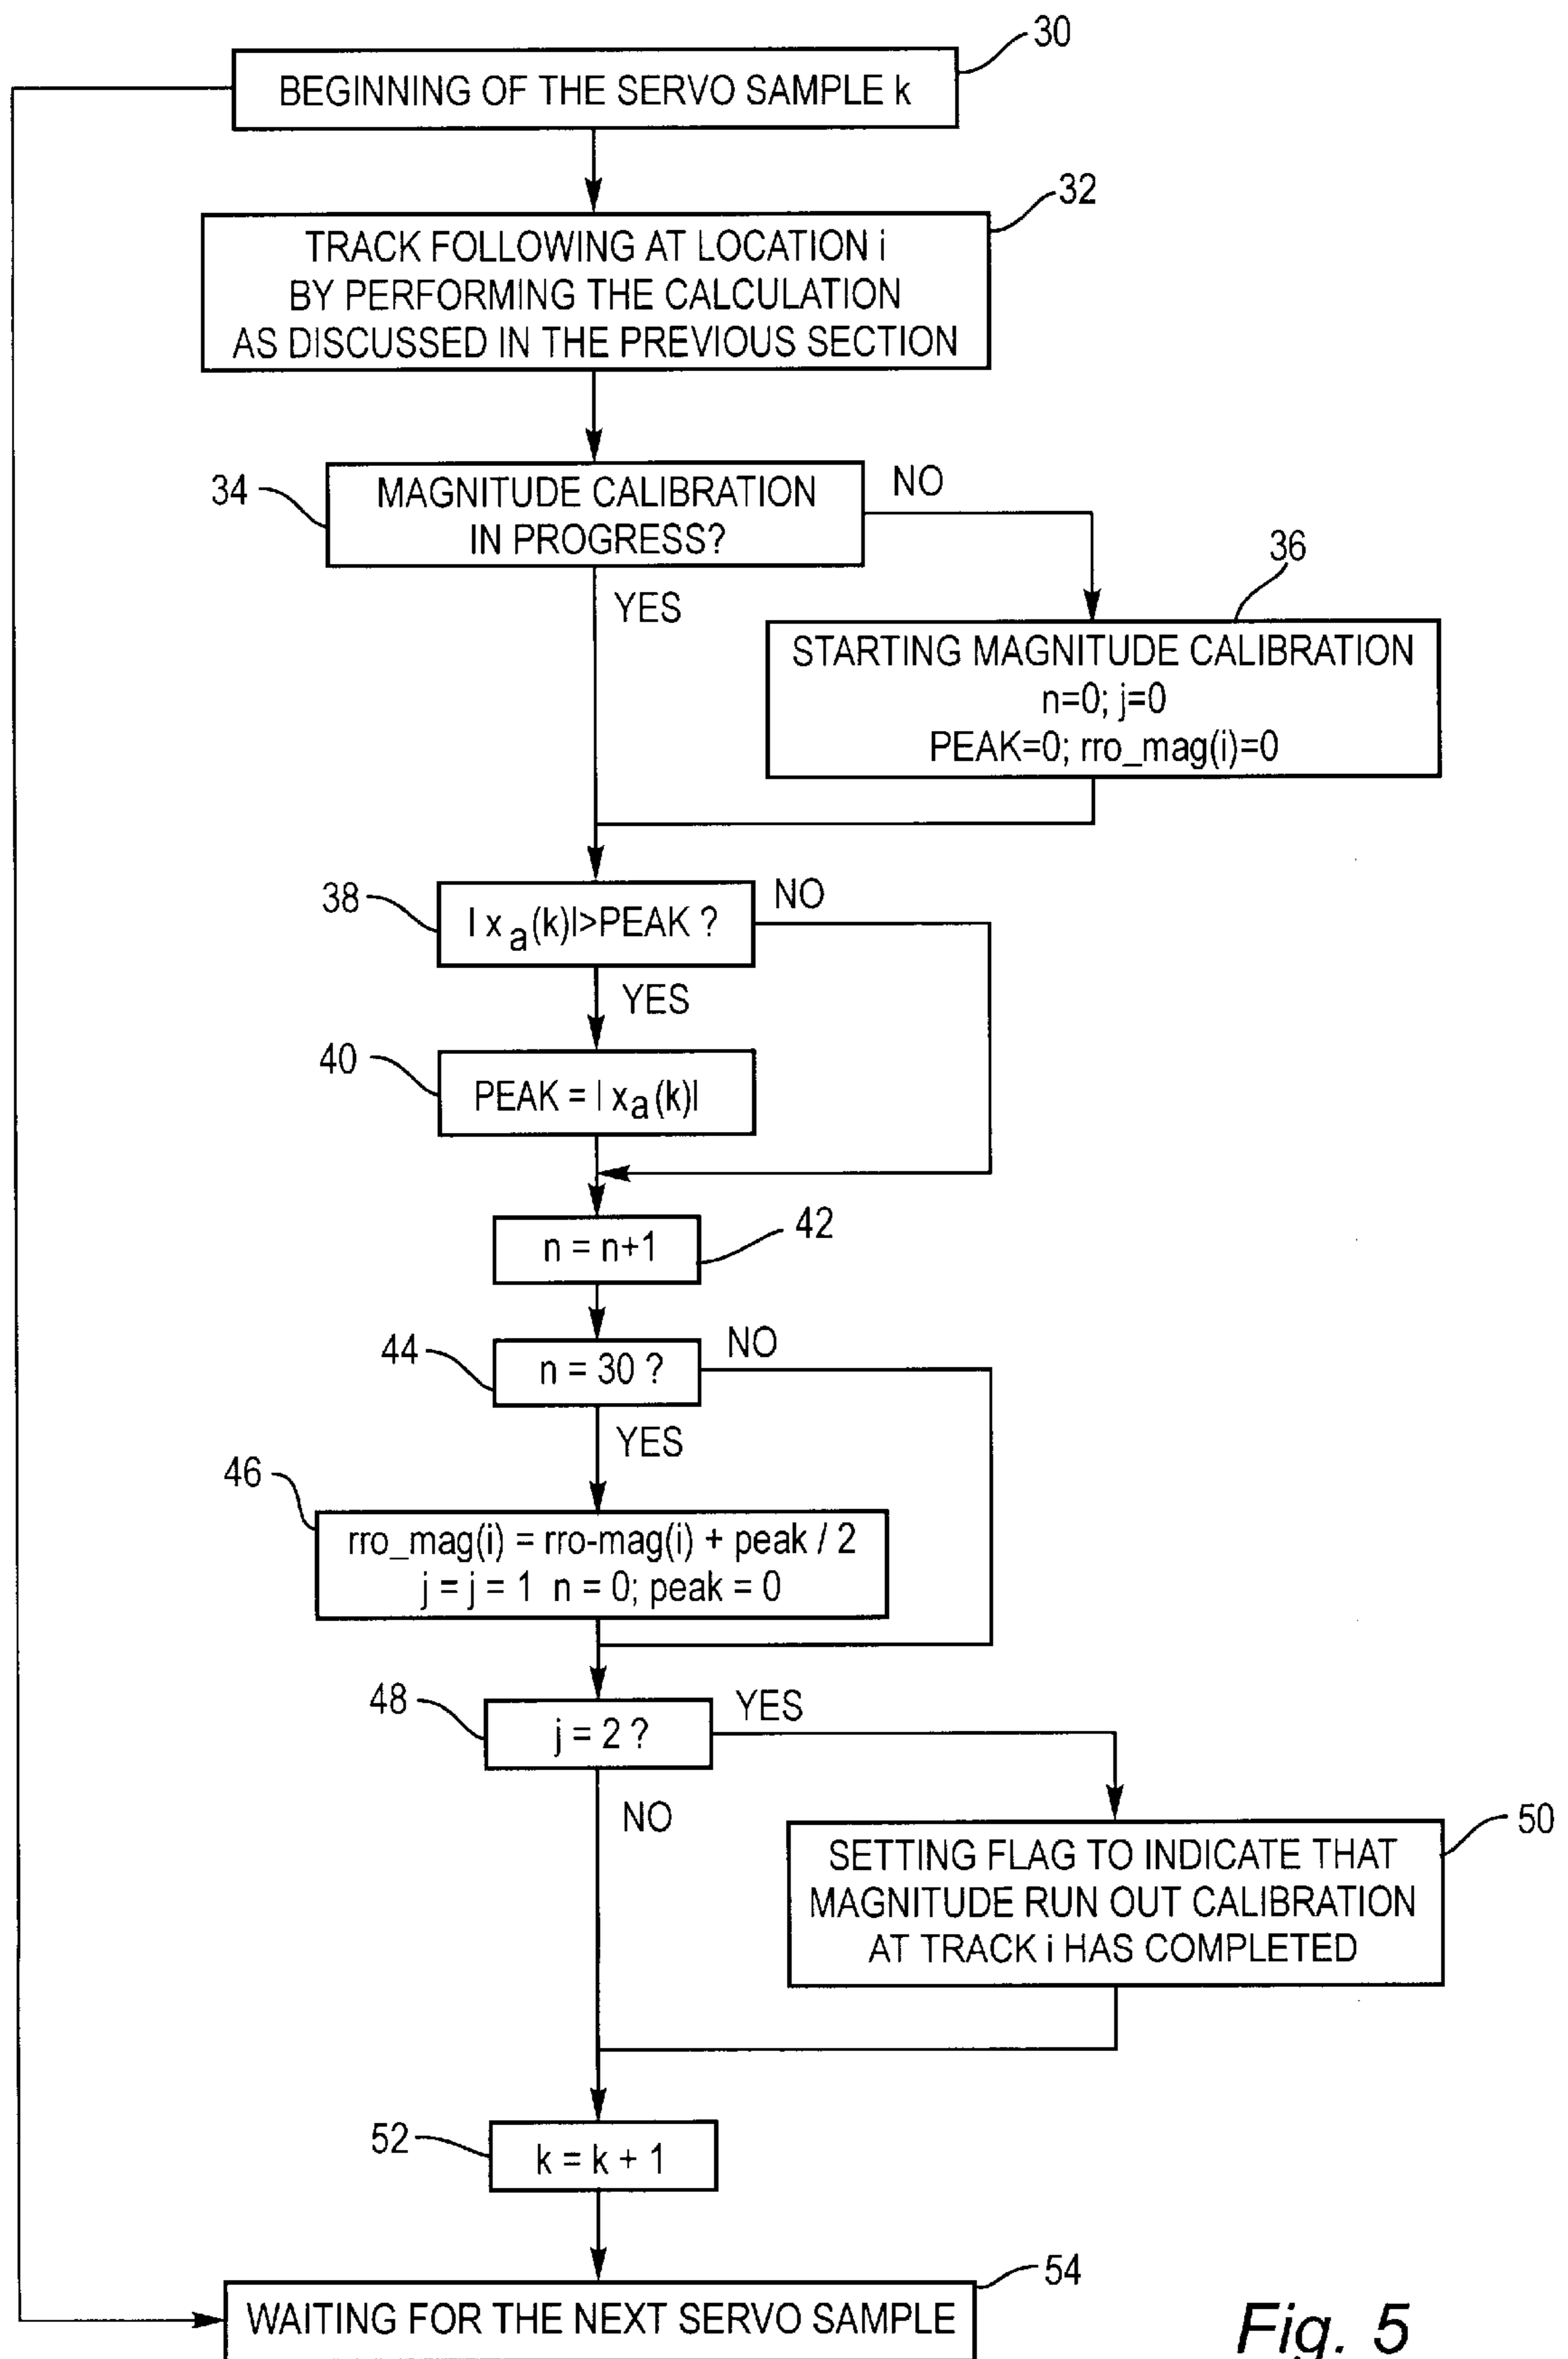 30
BEGINNING OF THE SERVO SAMPLE k
32
TRACK FOLLOWING AT LOCATION i
BY PERFORMING THE CALCULATION
AS DISCUSSED IN THE PREVIOUS SECTION
34
MAGNITUDE CALIBRATION
IN PROGRESS?
NO
YES
36
STARTING MAGNITUDE CALIBRATION
n=0; j=0
PEAK=0; rro_mag(i)=0
38
| xa(k)|>PEAK ?
NO
YES
40
PEAK = | xa(k)|
n = n+1
42
44
n = 30 ?
NO
YES
46
rro_mag(i) = rro-mag(i) + peak / 2
j = j = 1 n = 0; peak = 0
48
j = 2 ?
YES
NO
50
SETTING FLAG TO INDICATE THAT
MAGNITUDE RUN OUT CALIBRATION
AT TRACK i HAS COMPLETED
52
k = k + 1
54
WAITING FOR THE NEXT SERVO SAMPLE
Fig. 5